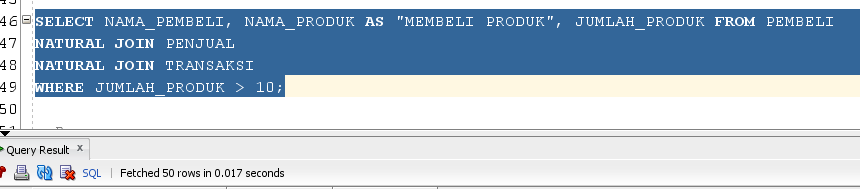 46 SELECT NAMA_PEMBELI, NAMA_PRODUK AS "MEMBELI PRODUK", JUMLAH_PRODUK FROM PEMBELI
47 NATURAL JOIN PENJUAL
48 NATURAL JOIN TRANSAKSI
49 WHERE JUMLAH_PRODUK > 10;
50
Query Result x
SQL | Fetched 50 rows in 0.017 seconds